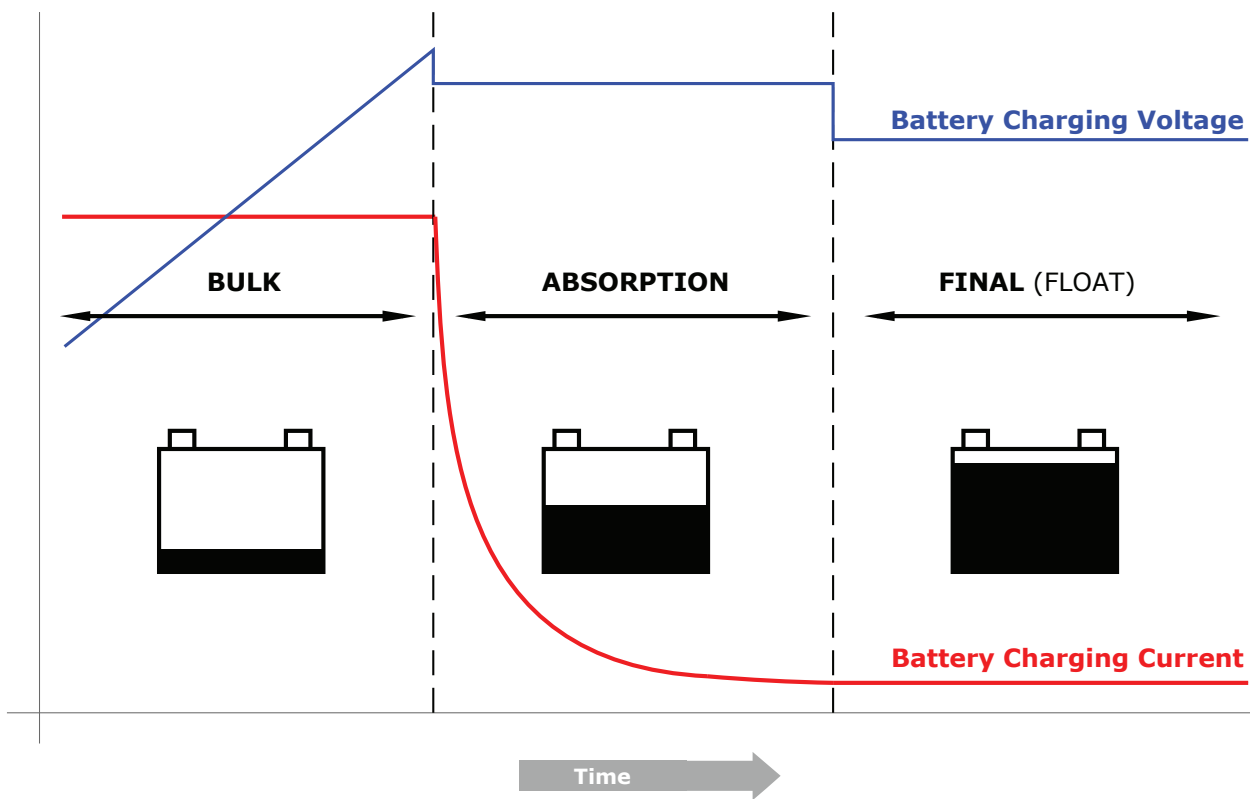 Battery Charging Voltage
BULK
ABSORPTION
FINAL (FLOAT)
Battery Charging Current
Time